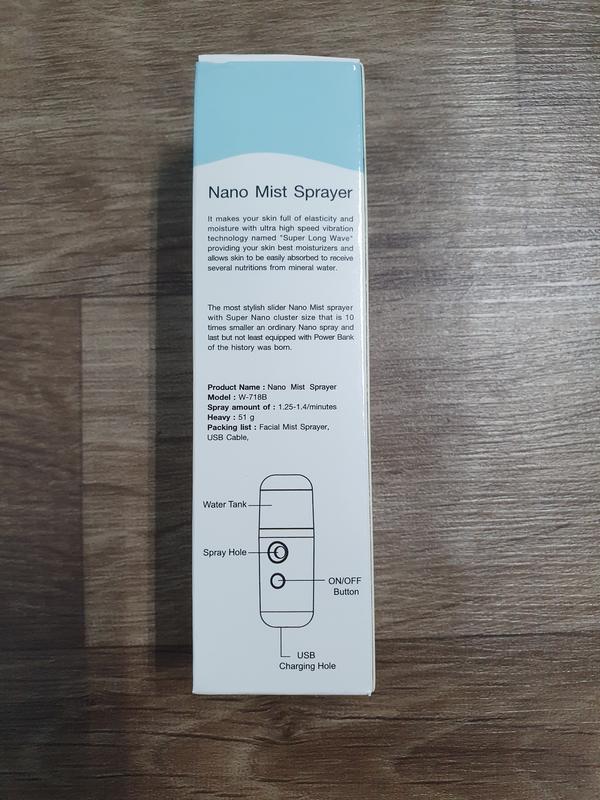 Nano Mist Sprayer
It makes your skin full of elasticity and
moisture with ultra high speed vibration
technology named "Super Long Wave"
providing your skin best moisturizers and
allows skin to be easily absorbed to receive
several nutritions from mineral water.
The most stylish slider Nano Mist sprayer
with Super Nano cluster size that is 10
times smaller an ordinary Nano spray and
last but not least equipped with Power Bank
of the history was born.
Product Name : Nano Mist Sprayer
Model : W-718B
Spray amount of : 1.25-1.4/minutes
Heavy : 51 g
Packing list : Facial Mist Sprayer,
USB Cable,
Water Tank
Spray Hole
ON/OFF
Button
USB
Charging Hole